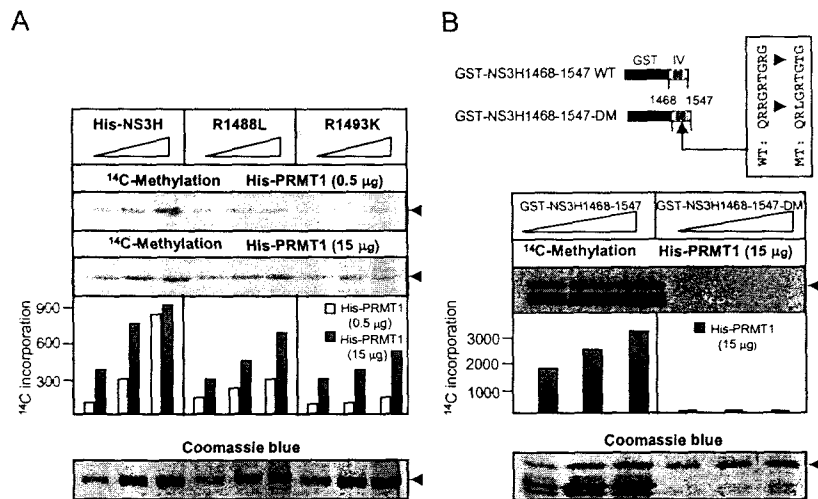 A
His-NS3H R1488L R1493K
14C-Methylation His-PRMT1 (0.5 µg)
14C-Methylation His-PRMT1 (15 µg)
14C incorporation
900
600
300
His-PRMT1 (0.5 µg)
His-PRMT1 (15 µg)
Coomassie blue
B
GST IV
GST-NS3H1468-1547 WT
1468 1547
GST-NS3H1468-1547-DM
WT: QRRGRTGRG
MT: QRLGRTGTG
GST-NS3H1468-1547 GST-NS3H1468-1547-DM
14C-Methylation His-PRMT1 (15 µg)
14C incorporation
3000
2000
1000
His-PRMT1 (15 µg)
Coomassie blue